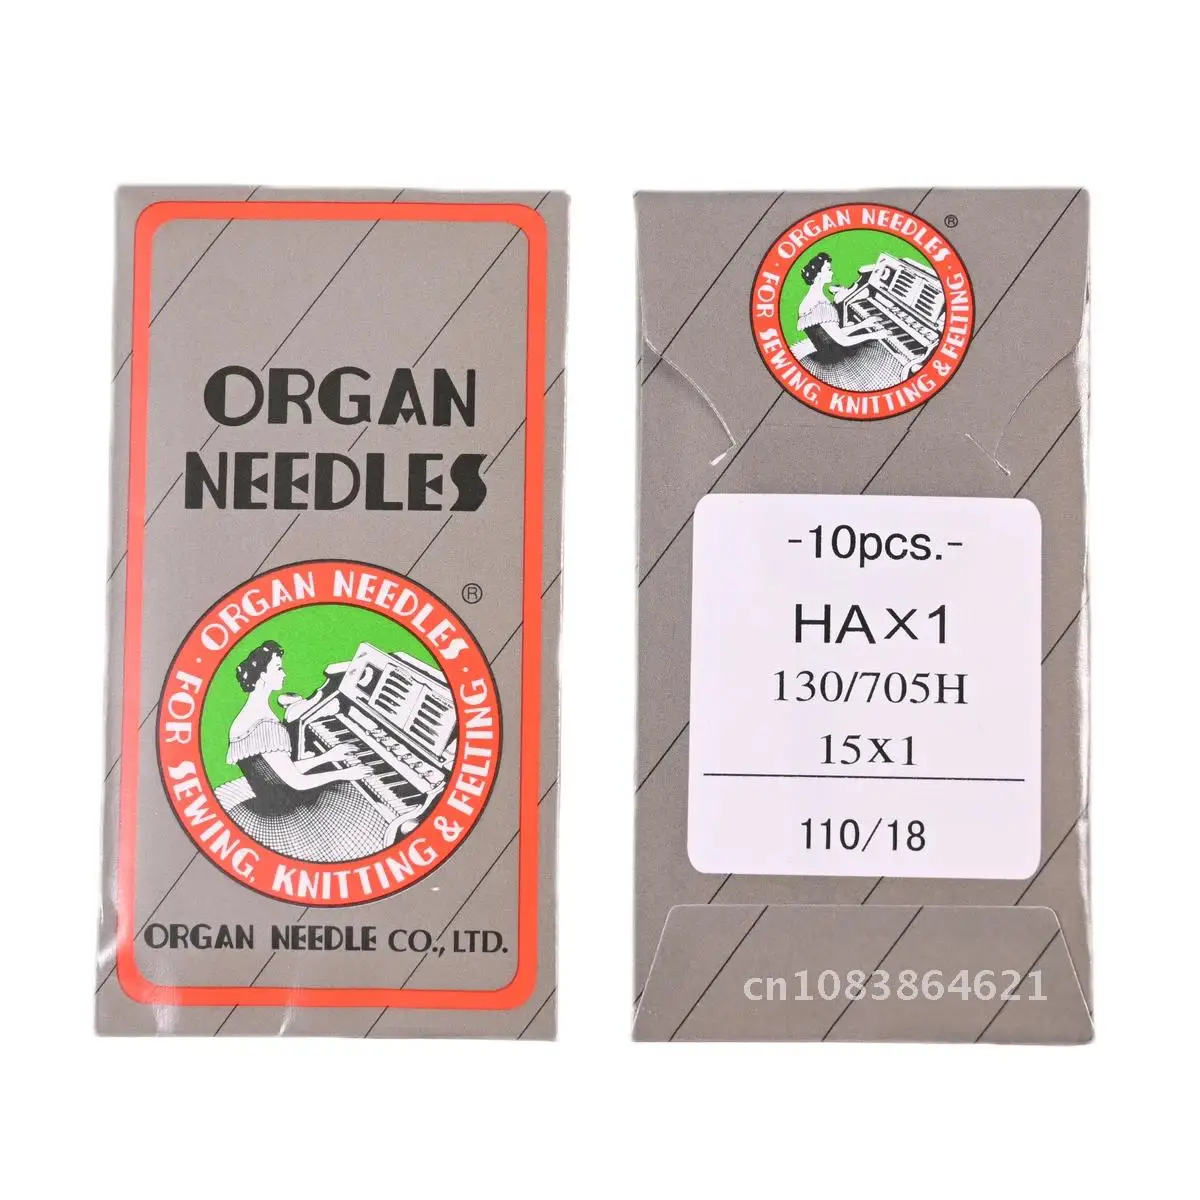 ORGAN
NEEDLES
· ORGAN NEEDLES · ®
FOR SEWING, KNITTING & FELTING
ORGAN NEEDLE CO., LTD.
· ORGAN NEEDLES · ®
FOR SEWING, KNITTING & FELTING
-10pcs.-
HA×1
130/705H
15X1
110/18
cn1083864621